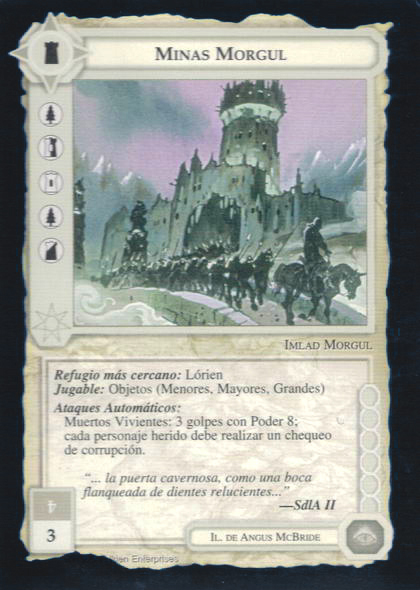 MINAS MORGUL
IMLAD MORGUL
Refugio más cercano: Lórien
Jugable: Objetos (Menores, Mayores, Grandes)
Ataques Automáticos:
Muertos Vivientes: 3 golpes con Poder 8;
cada personaje herido debe realizar un chequeo
de corrupción.
“... la puerta cavernosa, como una boca
flanqueada de dientes relucientes...”
—SdlA II
4
3
IL. DE ANGUS MCBRIDE
Enterprises